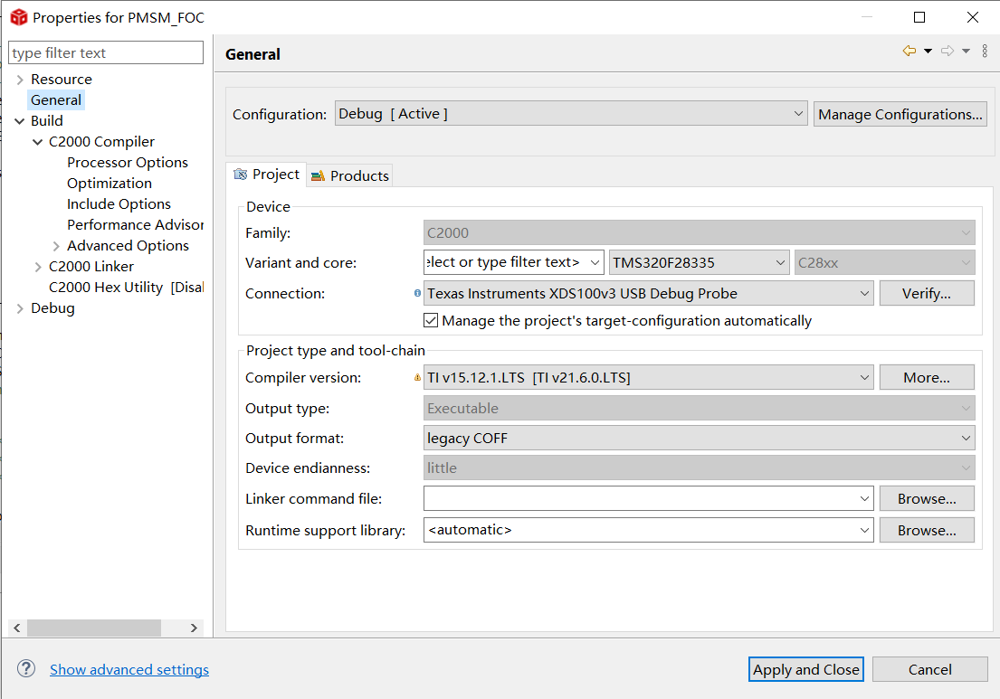 Properties for PMSM_FOC
type filter text
General
Resource
General
Build
C2000 Compiler
Processor Options
Optimization
Include Options
Performance Advisor
Advanced Options
C2000 Linker
C2000 Hex Utility [Disal
Debug
Configuration: Debug [ Active ] Manage Configurations...
Project Products
Device
Family: C2000
Variant and core: elect or type filter text> TMS320F28335 C28xx
Connection: Texas Instruments XDS100v3 USB Debug Probe Verify...
Manage the project's target-configuration automatically
Project type and tool-chain
Compiler version: TI v15.12.1.LTS [TI v21.6.0.LTS] More...
Output type: Executable
Output format: legacy COFF
Device endianness: little
Linker command file: Browse...
Runtime support library: <automatic> Browse...
Show advanced settings
Apply and Close Cancel